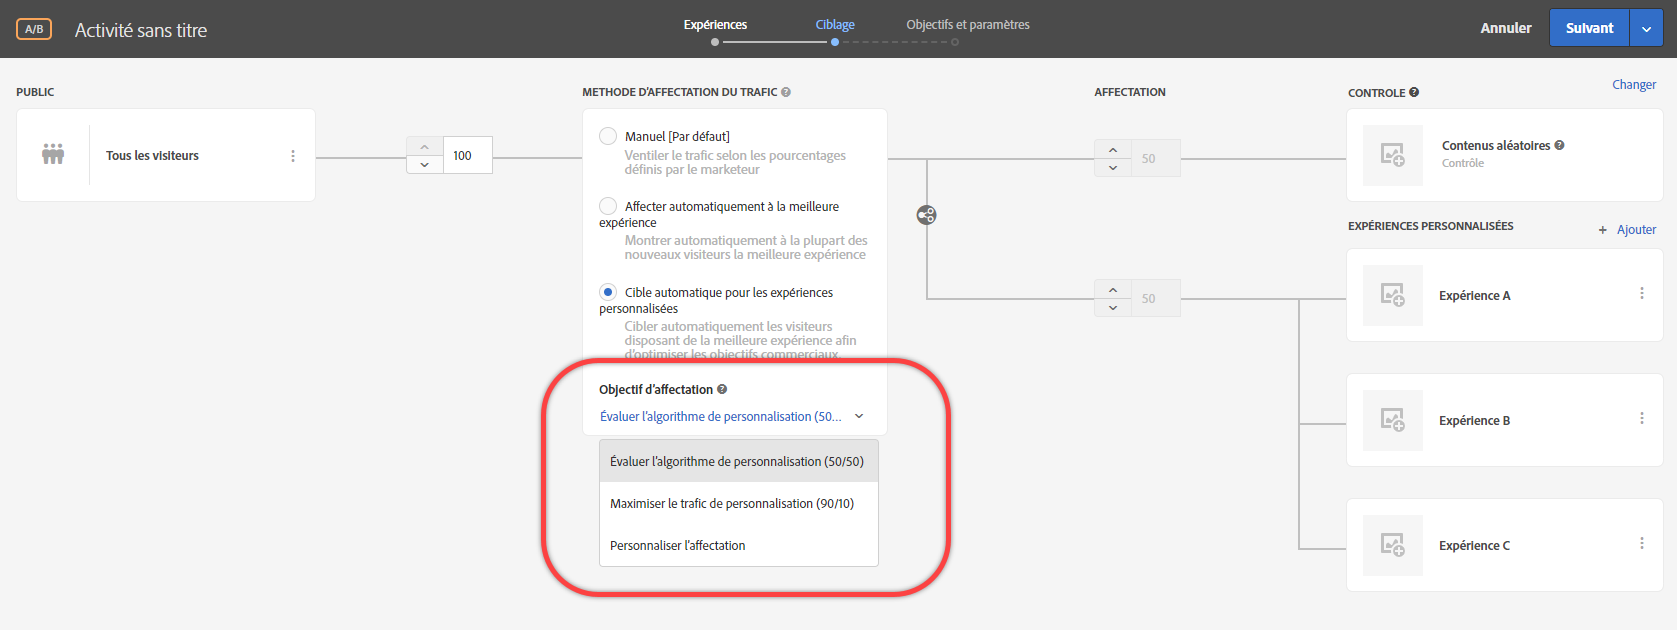 A/B
Activité sans titre
Expériences
Ciblage
Objectifs et paramètres
Annuler
Suivant
PUBLIC
Tous les visiteurs
100
METHODE D'AFFECTATION DU TRAFIC
Manuel [Par défaut]
Ventiler le trafic selon les pourcentages
définis par le marketeur
Affecter automatiquement à la meilleure
expérience
Montrer automatiquement à la plupart des
nouveaux visiteurs la meilleure expérience
Cible automatique pour les expériences
personnalisées
Cibler automatiquement les visiteurs
disposant de la meilleure expérience afin
d'optimiser les objectifs commerciaux.
Objectif d'affectation
Évaluer l'algorithme de personnalisation (50...
Évaluer l'algorithme de personnalisation (50/50)
Maximiser le trafic de personnalisation (90/10)
Personnaliser l'affectation
AFFECTATION
50
50
CONTROLE
Changer
Contenus aléatoires
Contrôle
EXPÉRIENCES PERSONNALISÉES
+ Ajouter
Expérience A
Expérience B
Expérience C